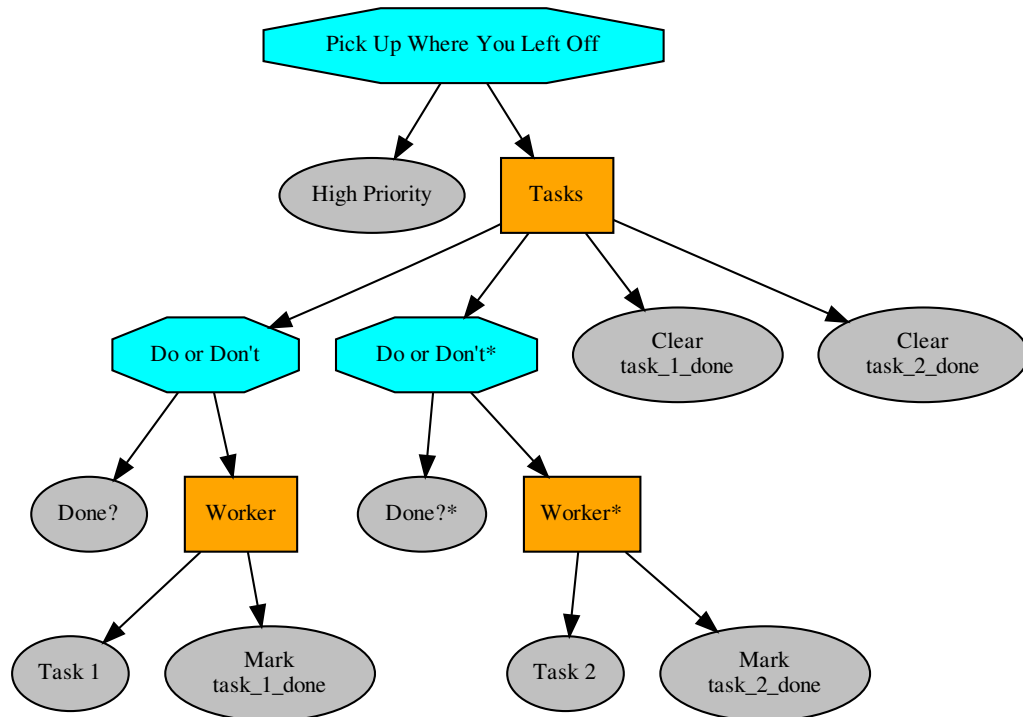 Pick Up Where You Left Off
High Priority
Tasks
Do or Don't
Do or Don't*
Clear
task_1_done
Clear
task_2_done
Done?
Worker
Done?*
Worker*
Task 1
Mark
task_1_done
Task 2
Mark
task_2_done